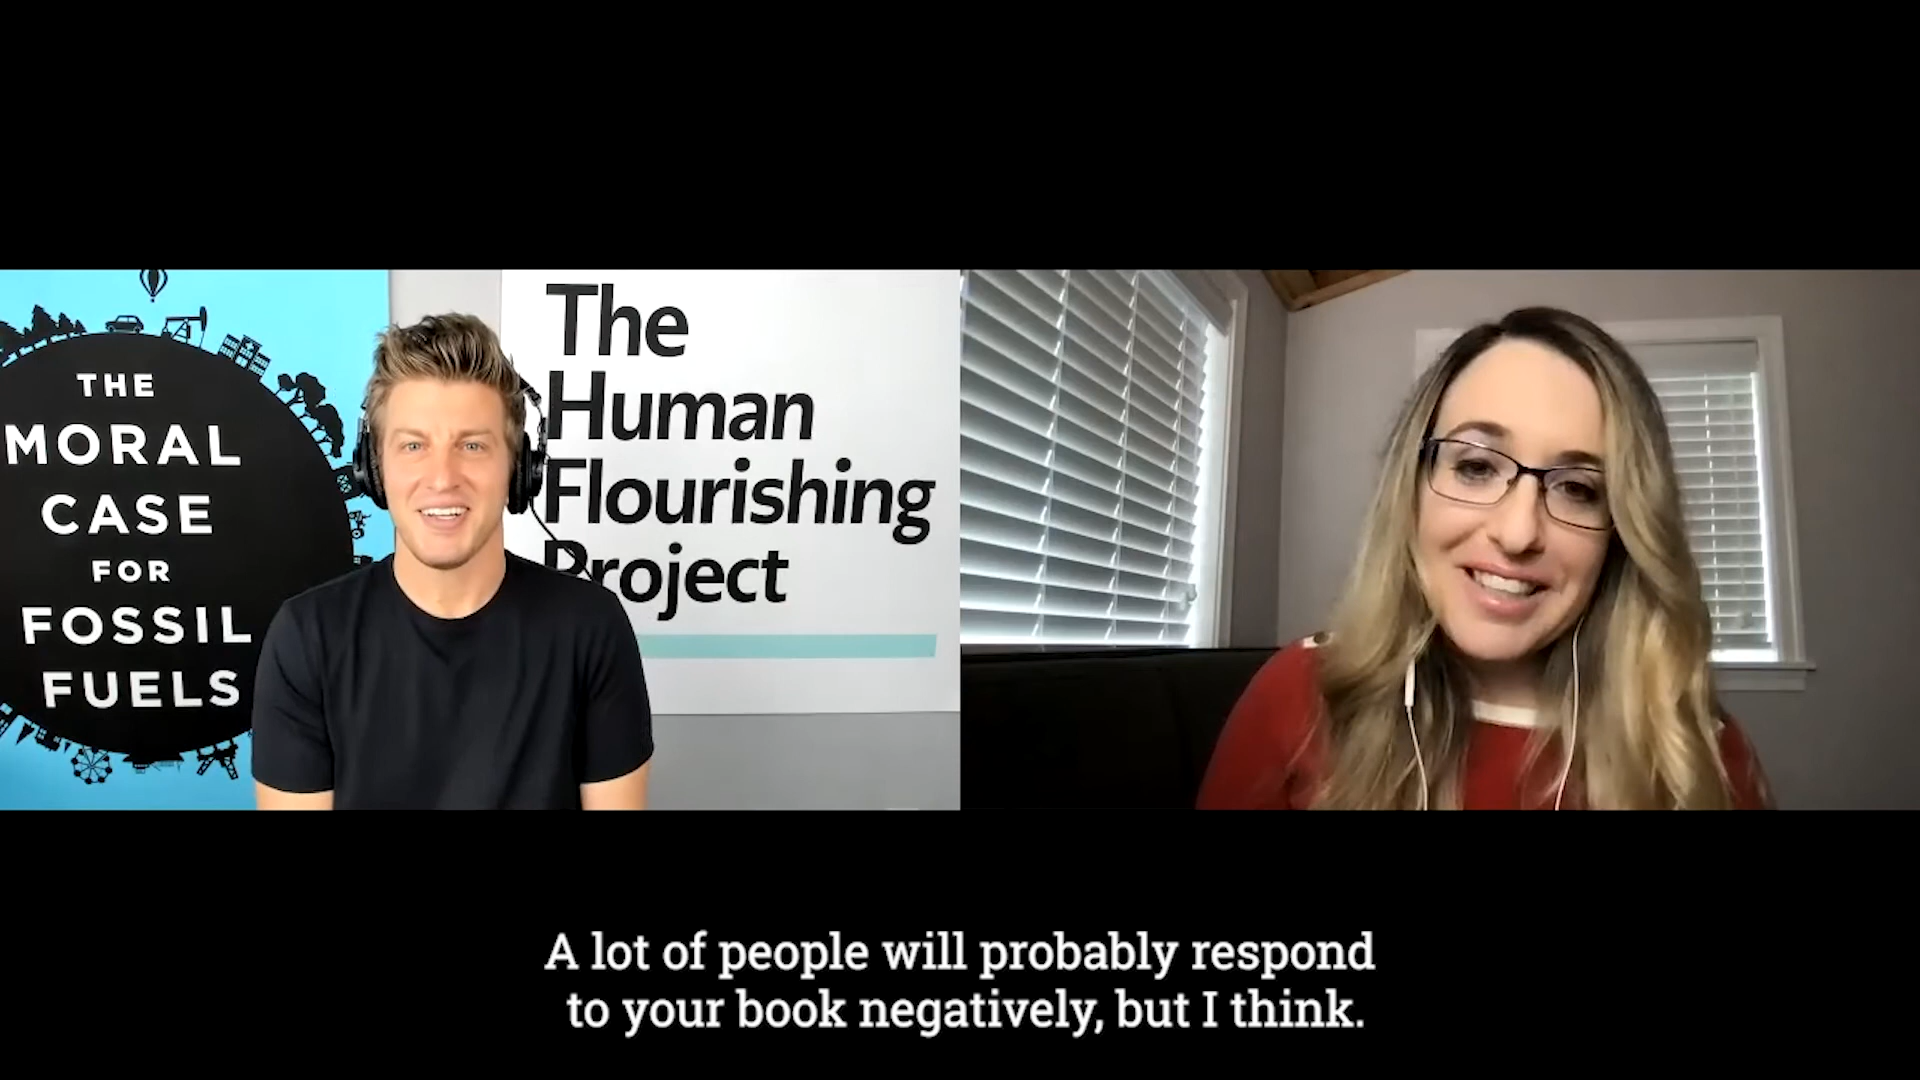 THE
MORAL
CASE
FOR
FOSSIL
FUELS
The
Human
Flourishing
Project
A lot of people will probably respond
to your book negatively, but I think.